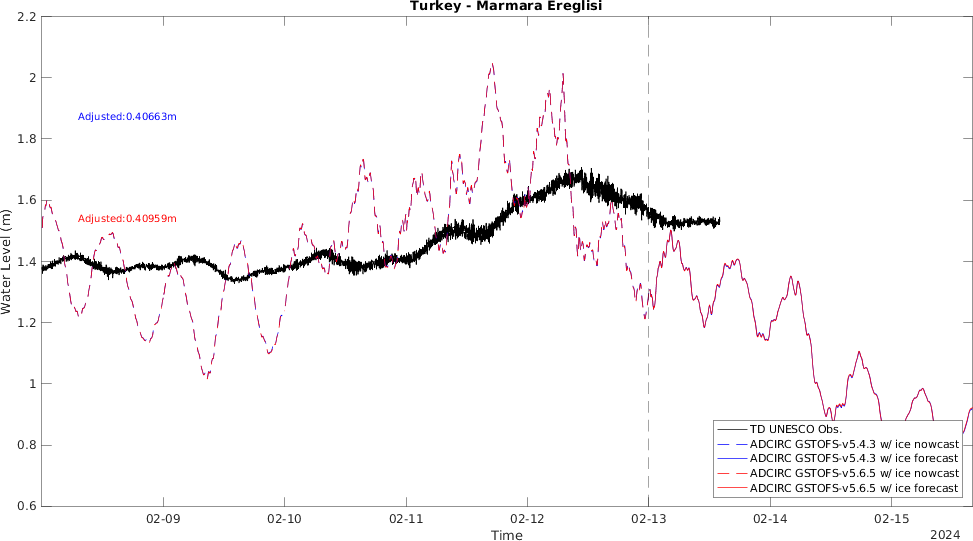 Turkey - Marmara Ereglisi
2.2
2
1.8
1.6
1.4
1.2
1
0.8
0.6
Water Level (m)
Adjusted:0.40663m
Adjusted:0.40959m
TD UNESCO Obs.
ADCIRC GSTOFS-v5.4.3 w/ ice nowcast
ADCIRC GSTOFS-v5.4.3 w/ ice forecast
ADCIRC GSTOFS-v5.6.5 w/ ice nowcast
ADCIRC GSTOFS-v5.6.5 w/ ice forecast
02-09
02-10
02-11
02-12
02-13
02-14
02-15
Time
2024